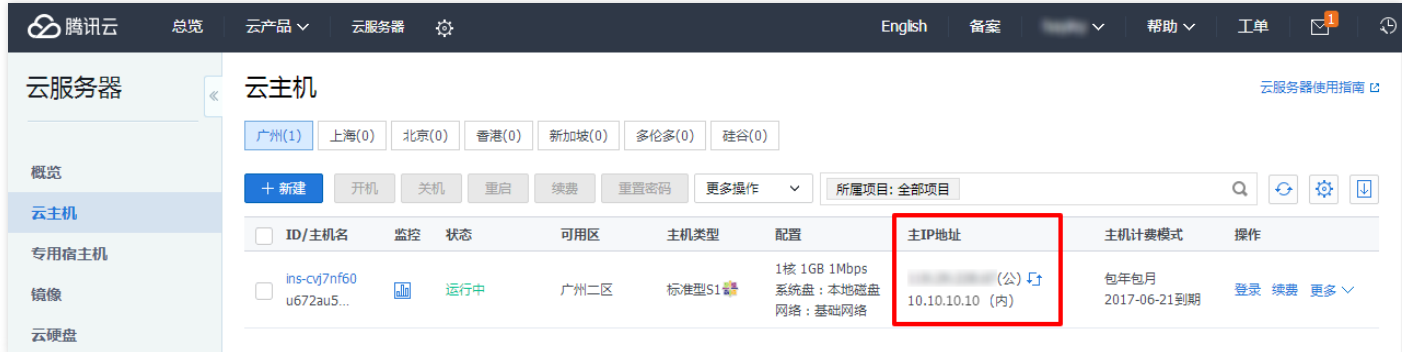 腾讯云 总览 云产品 云服务器 English 备案 帮助 工单 1
云服务器
云主机
云服务器使用指南
广州(1) 上海(0) 北京(0) 香港(0) 新加坡(0) 多伦多(0) 硅谷(0)
概览
云主机
专用宿主机
镜像
云硬盘
+ 新建 开机 关机 重启 续费 重置密码 更多操作 所属项目: 全部项目
ID/主机名 监控 状态 可用区 主机类型 配置 主IP地址 主机计费模式 操作
ins-cvj7nf60
u672au5...
运行中
广州二区
标准型S1
1核 1GB 1Mbps
系统盘：本地磁盘
网络：基础网络
(公)
10.10.10.10 (内)
包年包月
2017-06-21到期
登录 续费 更多